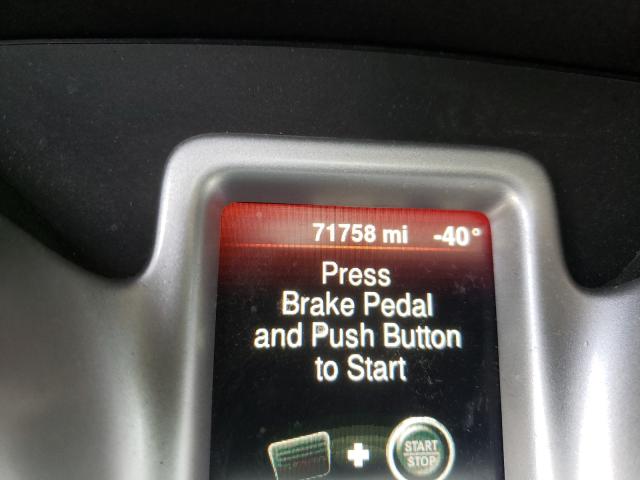 71758 mi -40°
Press
Brake Pedal
and Push Button
to Start
START
STOP